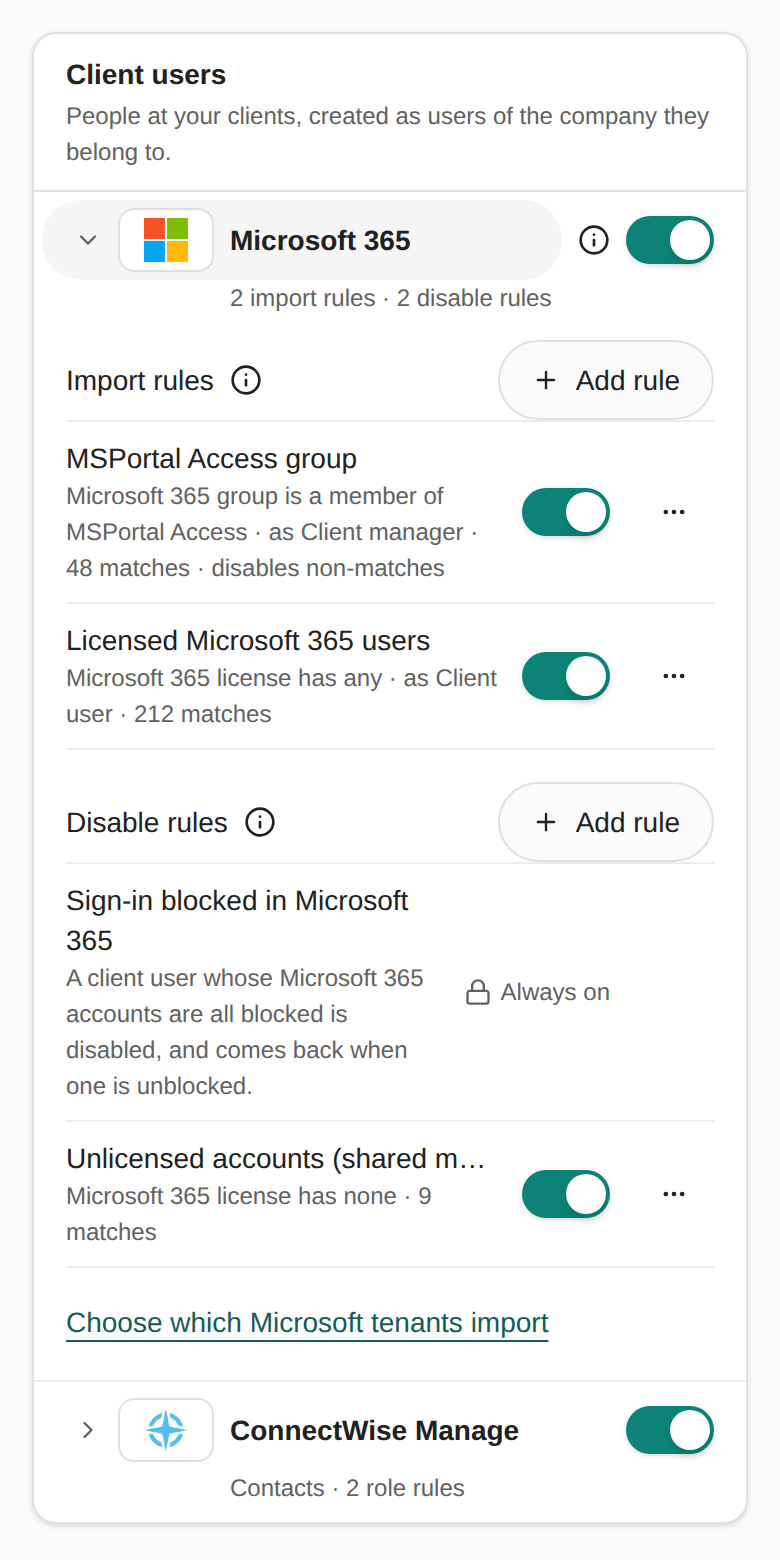 Client users
People at your clients, created as users of the company they
belong to.
Microsoft 365
2 import rules · 2 disable rules
Import rules
Add rule
MSPortal Access group
Microsoft 365 group is a member of
MSPortal Access · as Client manager ·
48 matches · disables non-matches
Licensed Microsoft 365 users
Microsoft 365 license has any · as Client
user · 212 matches
Disable rules
Add rule
Sign-in blocked in Microsoft
365
A client user whose Microsoft 365
accounts are all blocked is
disabled, and comes back when
one is unblocked.
Always on
Unlicensed accounts (shared m…
Microsoft 365 license has none · 9
matches
Choose which Microsoft tenants import
ConnectWise Manage
Contacts · 2 role rules